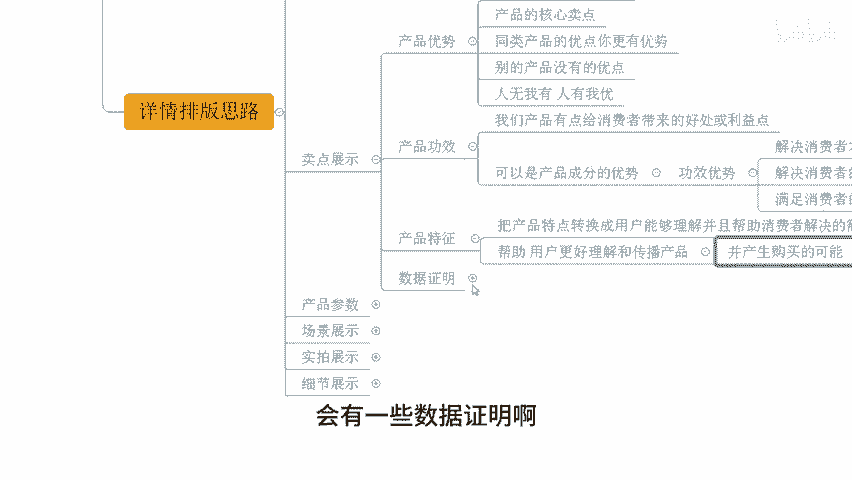 产品的核心卖点
产品优势
同类产品的优点你更有优势
别的产品没有的优点
人无我有 人有我优
详情排版思路
我们产品有点给消费者带来的好处或利益点
产品功效
解决消费者
卖点展示
可以是产品成分的优势
功效优势
解决消费者
满足消费者的
把产品特点转换成用户能够理解并且帮助消费者解决的
产品特征
帮助 用户更好理解和传播产品
并产生购买的可能
数据证明
产品参数
场景展示
实拍展示
细节展示
会有一些数据证明啊